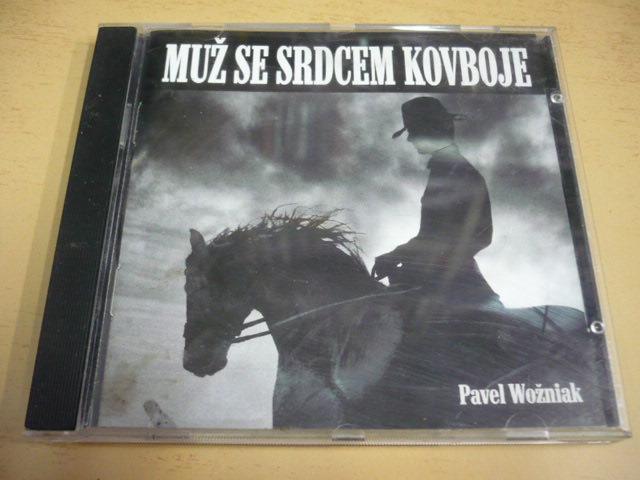 MUŽ SE SRDCEM KOVBOJE
Pavel Wožniak